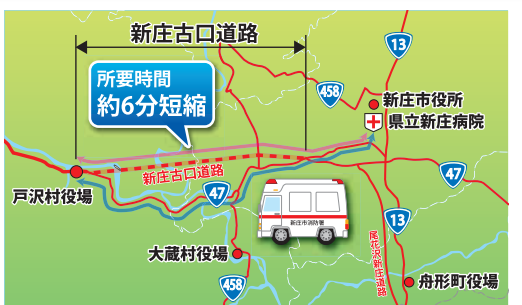 新庄古口道路
所要時間
約6分短縮
13
458
新庄市役所
県立新庄病院
新庄古口道路
戸沢村役場
47
47
新庄市消防署
13
尾花沢新庄道路
大蔵村役場
458
舟形町役場